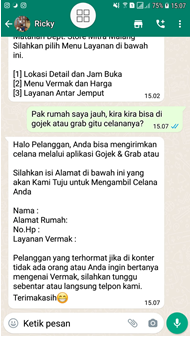 75% 15:07
Ricky
Matahari Dept. Store Mitra Malang
Silahkan pilih Menu Layanan di bawah
ini.
[1] Lokasi Detail dan Jam Buka
[2] Menu Vermak dan Harga
[3] Layanan Antar Jemput
15.02
Pak rumah saya jauh, kira kira bisa di
gojek atau grab gitu celananya?
15.07
Halo Pelanggan, Anda bisa mengirimkan
celana melalui aplikasi Gojek & Grab atau
Silahkan isi Alamat di bawah ini yang
akan Kami Tuju untuk Mengambil Celana
Anda
Nama :
Alamat Rumah:
No.Hp :
Layanan Vermak :
Pelanggan yang terhormat jika di konter
tidak ada orang atau Anda ingin bertanya
mengenai Vermak, silahkan tunggu
sebentar atau langsung telpon kami.
Terimakasih😊
15.07
Ketik pesan